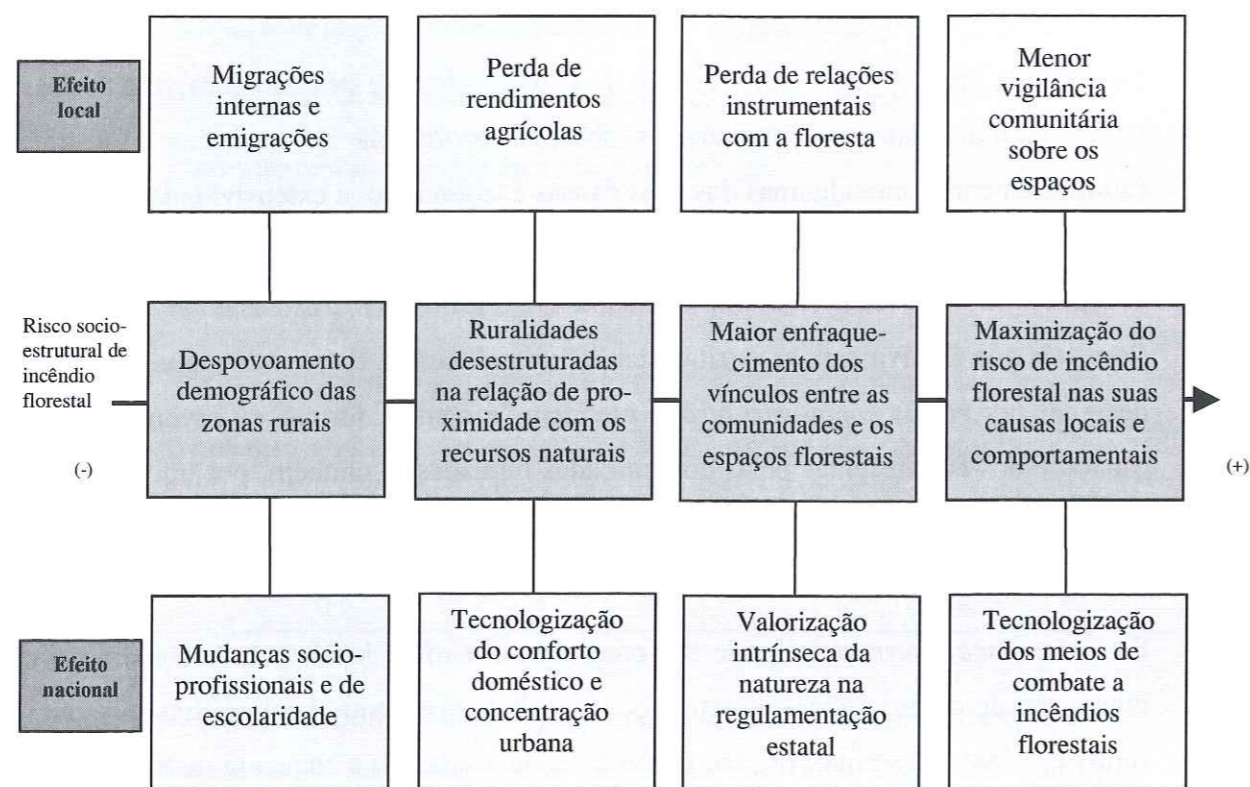 Efeito
local
Migrações
internas e
emigrações
Perda de
rendimentos
agrícolas
Perda de relações
instrumentais
com a floresta
Menor
vigilância
comunitária
sobre os
espaços
Risco socio-
estrutural de
incêndio
florestal
(-)
Despovoamento
demográfico das
zonas rurais
Ruralidades
desestruturadas
na relação de pro-
ximidade com os
recursos naturais
Maior enfraque-
cimento dos
vínculos entre as
comunidades e os
espaços florestais
Maximização do
risco de incêndio
florestal nas suas
causas locais e
comportamentais
(+)
Efeito
nacional
Mudanças socio-
profissionais e de
escolaridade
Tecnologização
do conforto
doméstico e
concentração
urbana
Valorização
intrínseca da
natureza na
regulamentação
estatal
Tecnologização
dos meios de
combate a
incêndios
florestais